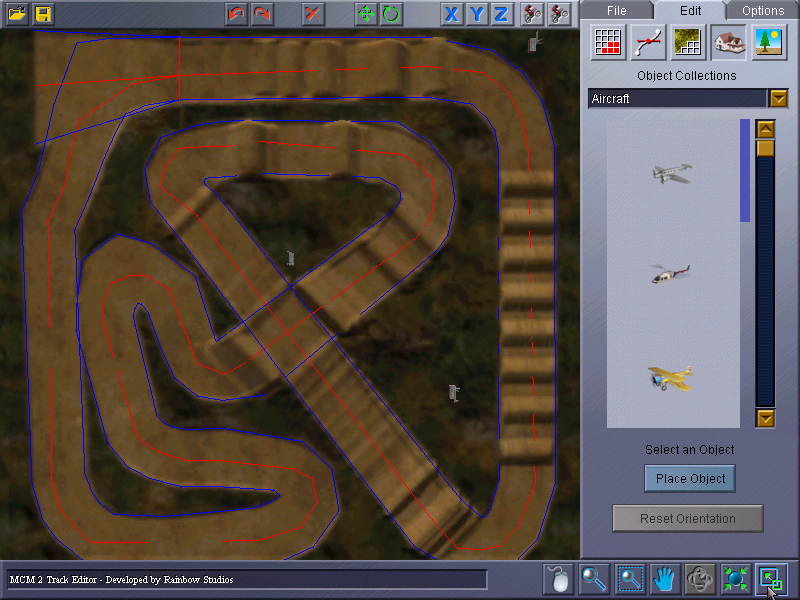 X Y Z
File Edit Options
Object Collections
Aircraft
Select an Object
Place Object
Reset Orientation
MCM 2 Track Editor - Developed by Rainbow Studios